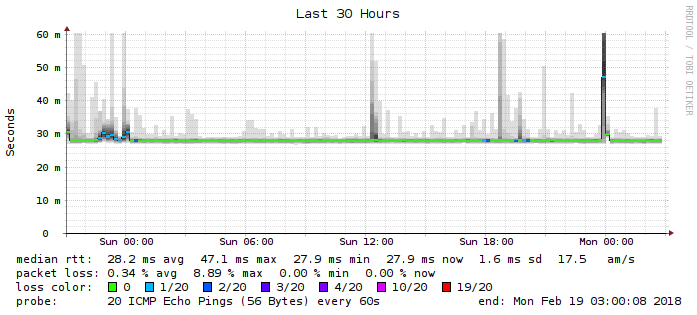 Last 30 Hours
RRDTOOL / TOBI OETIKER
Seconds
60 m
50 m
40 m
30 m
20 m
10 m
0
Sun 00:00 Sun 06:00 Sun 12:00 Sun 18:00 Mon 00:00
median rtt: 28.2 ms avg 47.1 ms max 27.9 ms min 27.9 ms now 1.6 ms sd 17.5 am/s
packet loss: 0.34 % avg 8.89 % max 0.00 % min 0.00 % now
loss color: 0 1/20 2/20 3/20 4/20 10/20 19/20
probe: 20 ICMP Echo Pings (56 Bytes) every 60s end: Mon Feb 19 03:00:08 2018